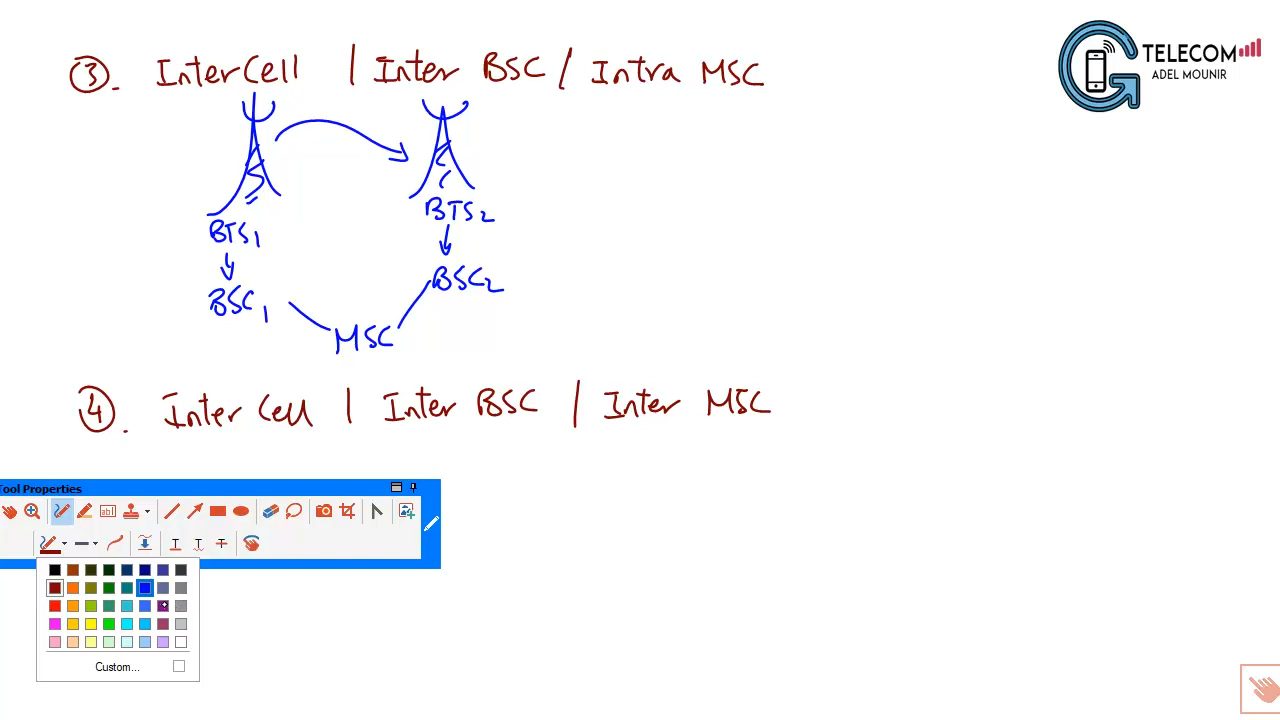 ③. InterCell | Inter BSC / Intra MSC
TELECOM
ADEL MOUNIR
BTS1
BTS2
BSC1
BSC2
MSC
④. Inter Cell | Inter BSC / Inter MSC
Tool Properties
ab
T T T
Custom...